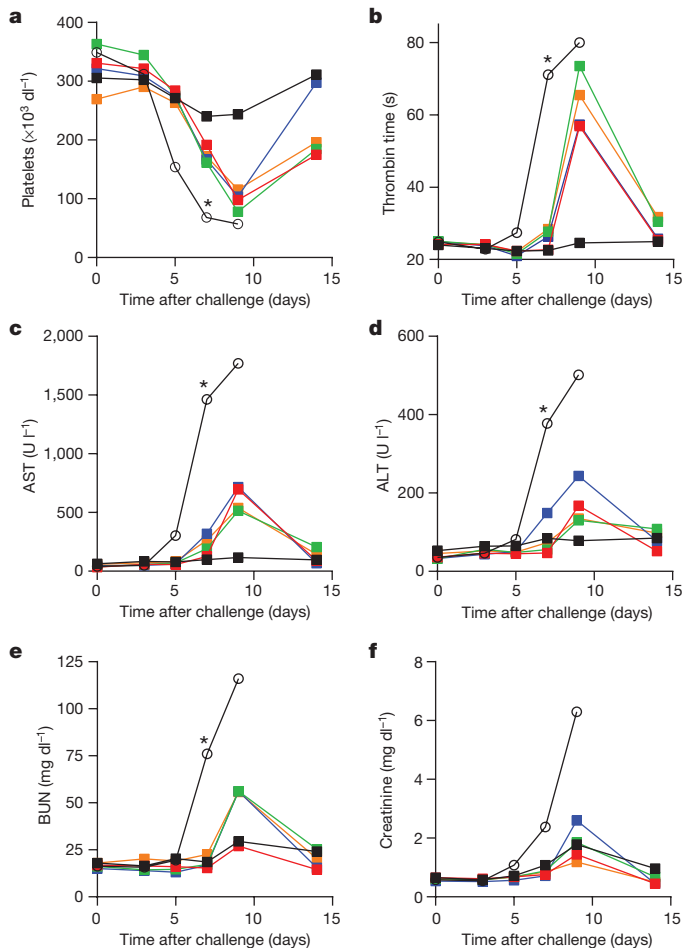 a
b
400
300
200
100
0
Platelets (×10³ dl⁻¹)
*
0 5 10 15
Time after challenge (days)
80
60
40
20
Thrombin time (s)
*
0 5 10 15
Time after challenge (days)
c
d
2,000
1,500
1,000
500
0
AST (U l⁻¹)
*
0 5 10 15
Time after challenge (days)
600
400
200
0
ALT (U l⁻¹)
*
0 5 10 15
Time after challenge (days)
e
f
125
100
75
50
25
0
BUN (mg dl⁻¹)
*
0 5 10 15
Time after challenge (days)
8
6
4
2
0
Creatinine (mg dl⁻¹)
0 5 10 15
Time after challenge (days)